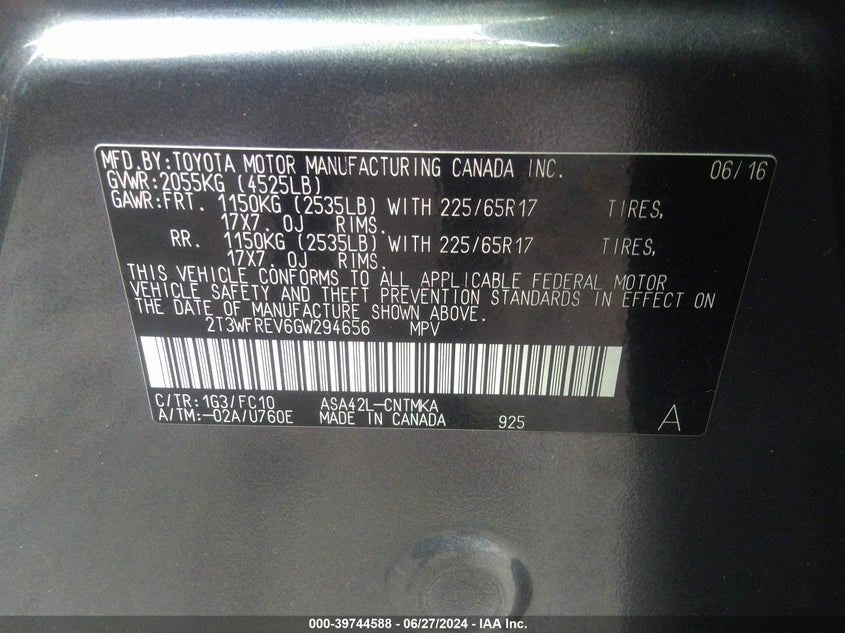 MFD.BY:TOYOTA MOTOR MANUFACTURING CANADA INC. 06/16
GVWR:2055KG (4525LB)
GAWR:FRT. 1150KG (2535LB) WITH 225/65R17 TIRES,
17X7. OJ RIMS.
RR. 1150KG (2535LB) WITH 225/65R17 TIRES,
17X7. OJ RIMS.
THIS VEHICLE CONFORMS TO ALL APPLICABLE FEDERAL MOTOR
VEHICLE SAFETY AND THEFT PREVENTION STANDARDS IN EFFECT ON
THE DATE OF MANUFACTURE SHOWN ABOVE.
2T3WFREV6GW294656 MPV
C/TR:1G3/FC10 ASA42L-CNTMKA
A/TM:-02A/U760E MADE IN CANADA 925 A
000-39744588 - 06/27/2024 - IAA Inc.